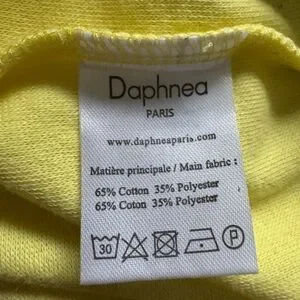 Daphnea
PARIS
www.daphneaparis.com
Matière principale / Main fabric :
65% Cotton 35% Polyester
65% Coton 35% Polyester
30 P